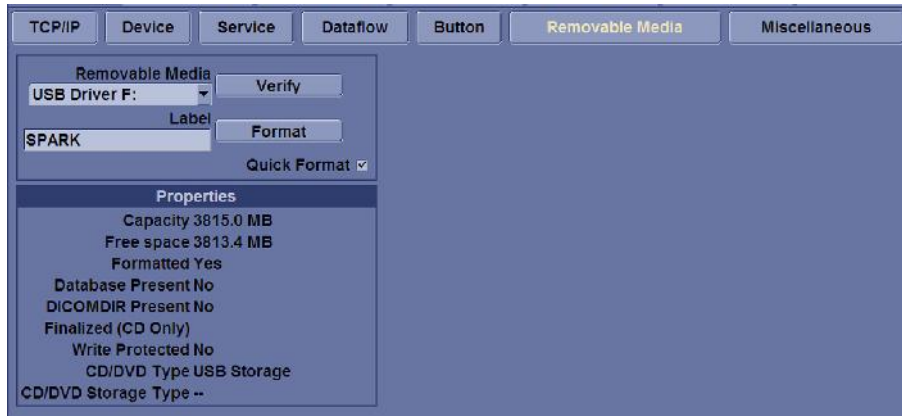 TCP/IP Device Service Dataflow Button Removable Media Miscellaneous
Removable Media
USB Driver F:
Verify
Label
SPARK
Format
Quick Format
Properties
Capacity 3815.0 MB
Free space 3813.4 MB
Formatted Yes
Database Present No
DICOMDIR Present No
Finalized (CD Only)
Write Protected No
CD/DVD Type USB Storage
CD/DVD Storage Type --